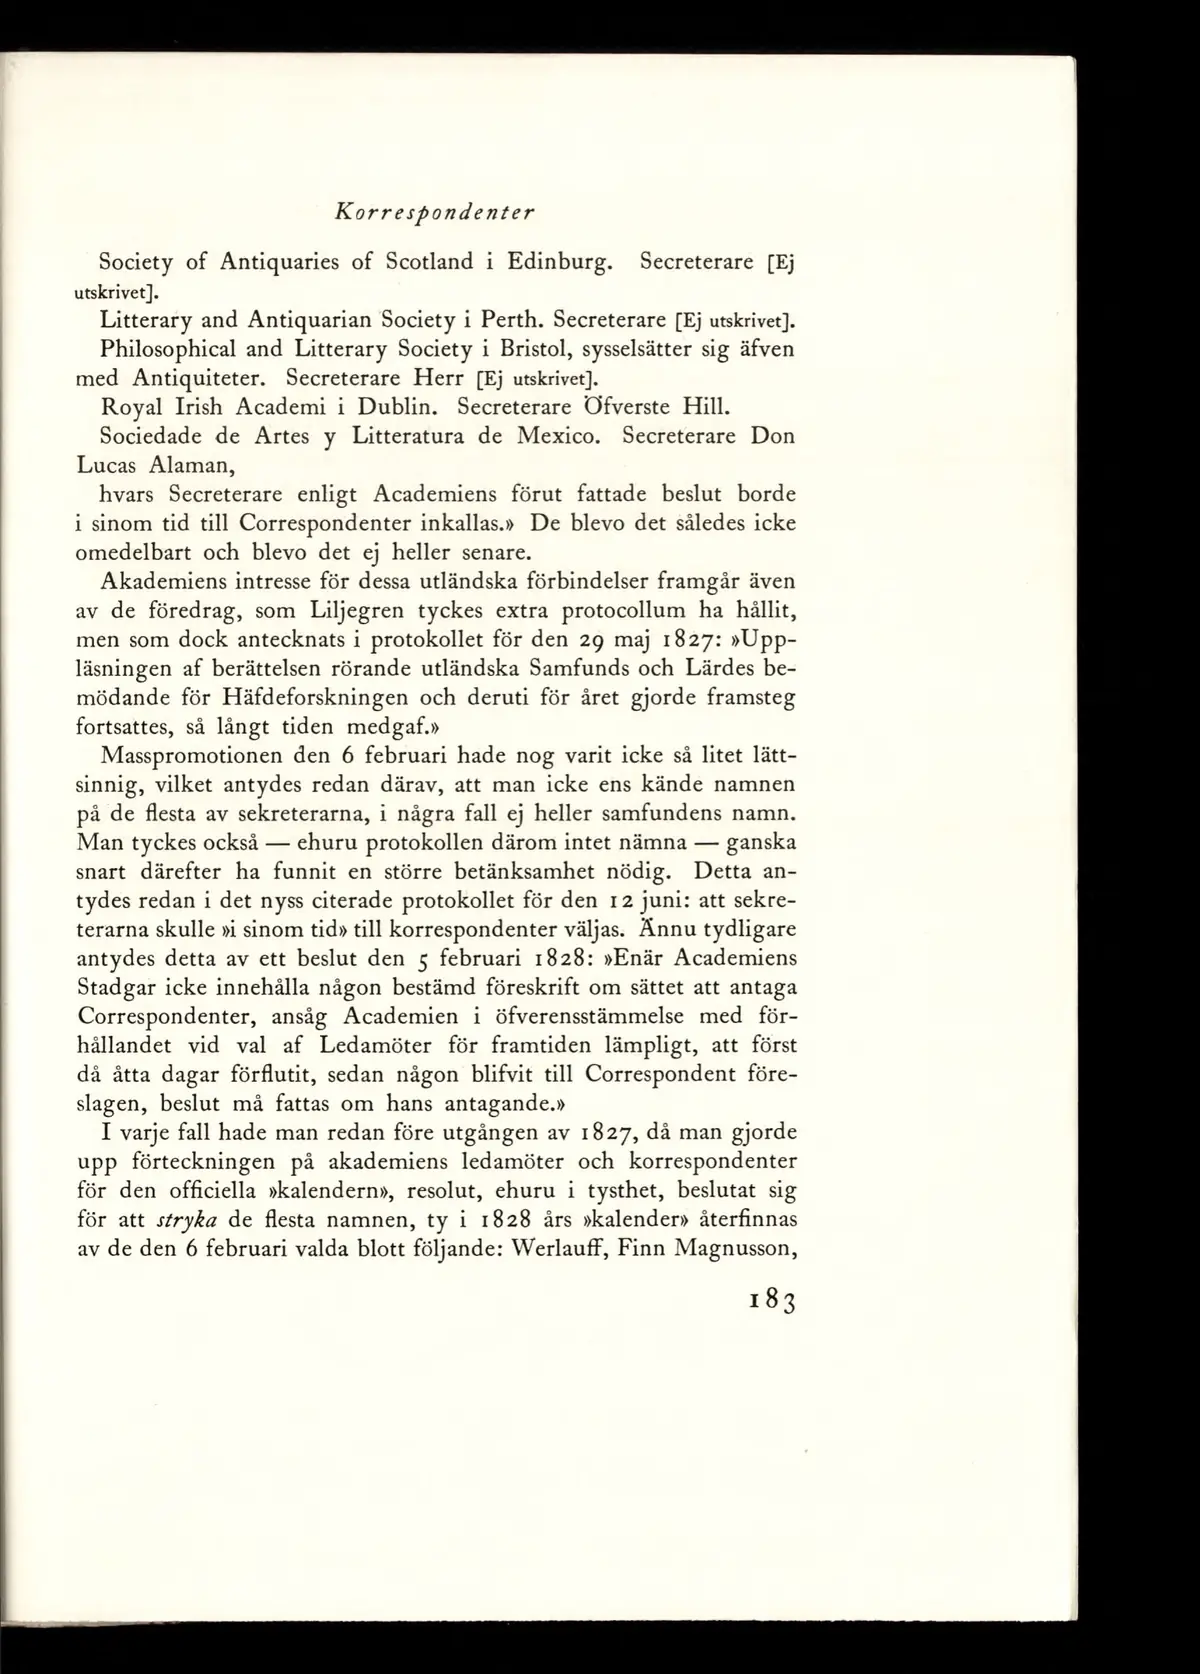 Korrespondenter
Society of Antiquaries of Scotland i Edinburg. Secreterare [Ej
utskrivet].
Litterary and Antiquarian Society i Perth. Secreterare [Ej utskrivet].
Philosophical and Litterary Society i Bristol, sysselsätter sig äfven
med Antiquiteter. Secreterare Herr [Ej utskrivet].
Royal Irish Academi i Dublin. Secreterare Öfverste Hill.
Sociedade de Artes y Litteratura de Mexico. Secreterare Don
Lucas Alaman,
hvars Secreterare enligt Academiens förut fattade beslut borde
i sinom tid till Correspondenter inkallas.» De blevo det således icke
omedelbart och blevo det ej heller senare.
Akademiens intresse för dessa utländska förbindelser framgår även
av de föredrag, som Liljegren tyckes extra protocollum ha hållit,
men som dock antecknats i protokollet för den 29 maj 1827: »Upp-
läsningen af berättelsen rörande utländska Samfunds och Lärdes be-
mödande för Häfdeforskningen och deruti för året gjorde framsteg
fortsattes, så långt tiden medgaf.»
Masspromotionen den 6 februari hade nog varit icke så litet lätt-
sinnig, vilket antydes redan därav, att man icke ens kände namnen
på de flesta av sekreterarna, i några fall ej heller samfundens namn.
Man tyckes också — ehuru protokollen därom intet nämna — ganska
snart därefter ha funnit en större betänksamhet nödig. Detta an-
tydes redan i det nyss citerade protokollet för den 12 juni: att sekre-
terarna skulle »i sinom tid» till korrespondenter väljas. Ännu tydligare
antydes detta av ett beslut den 5 februari 1828: »Enär Academiens
Stadgar icke innehålla någon bestämd föreskrift om sättet att antaga
Correspondenter, ansåg Academien i öfverensstämmelse med för-
hållandet vid val af Ledamöter för framtiden lämpligt, att först
då åtta dagar förflutit, sedan någon blifvit till Correspondent före-
slagen, beslut må fattas om hans antagande.»
I varje fall hade man redan före utgången av 1827, då man gjorde
upp förteckningen på akademiens ledamöter och korrespondenter
för den officiella »kalendern», resolut, ehuru i tysthet, beslutat sig
för att stryka de flesta namnen, ty i 1828 års »kalender» återfinnas
av de den 6 februari valda blott följande: Werlauff, Finn Magnusson,
183